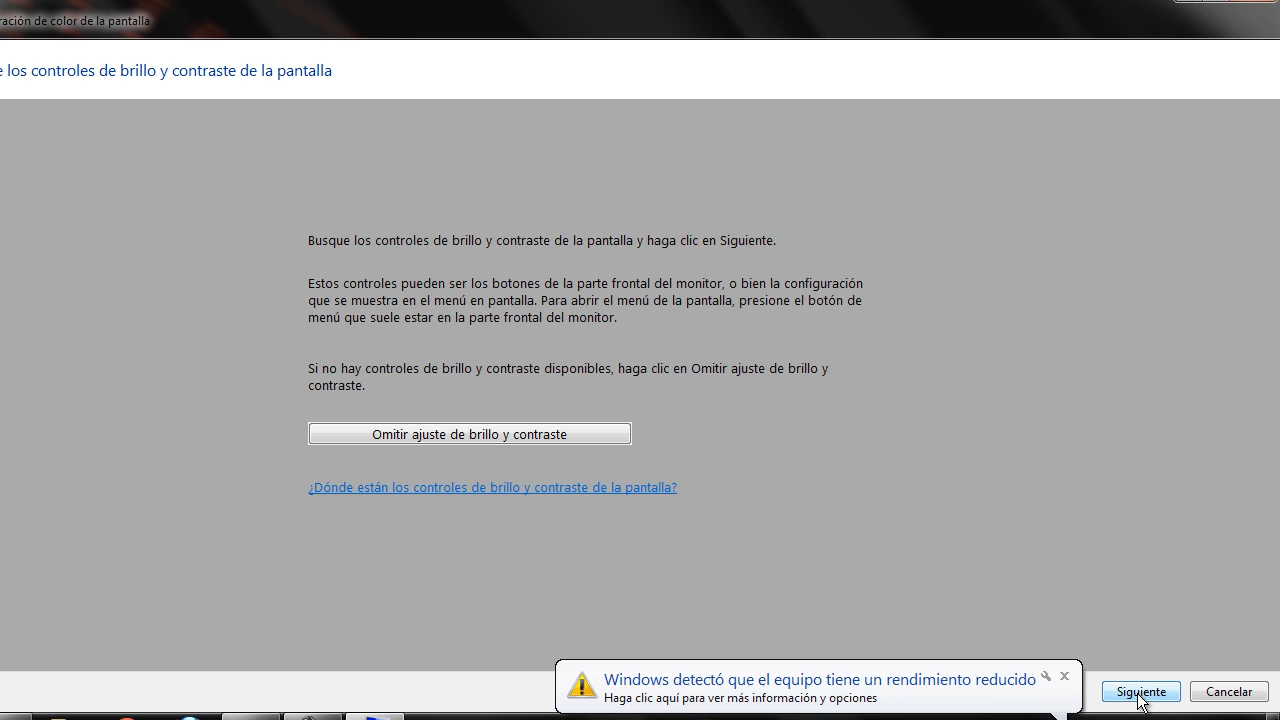 ración de color de la pantalla
e los controles de brillo y contraste de la pantalla
Busque los controles de brillo y contraste de la pantalla y haga clic en Siguiente.
Estos controles pueden ser los botones de la parte frontal del monitor, o bien la configuración
que se muestra en el menú en pantalla. Para abrir el menú de la pantalla, presione el botón de
menú que suele estar en la parte frontal del monitor.
Si no hay controles de brillo y contraste disponibles, haga clic en Omitir ajuste de brillo y
contraste.
Omitir ajuste de brillo y contraste
¿Dónde están los controles de brillo y contraste de la pantalla?
Windows detectó que el equipo tiene un rendimiento reducido
Haga clic aquí para ver más información y opciones
Siguiente
Cancelar